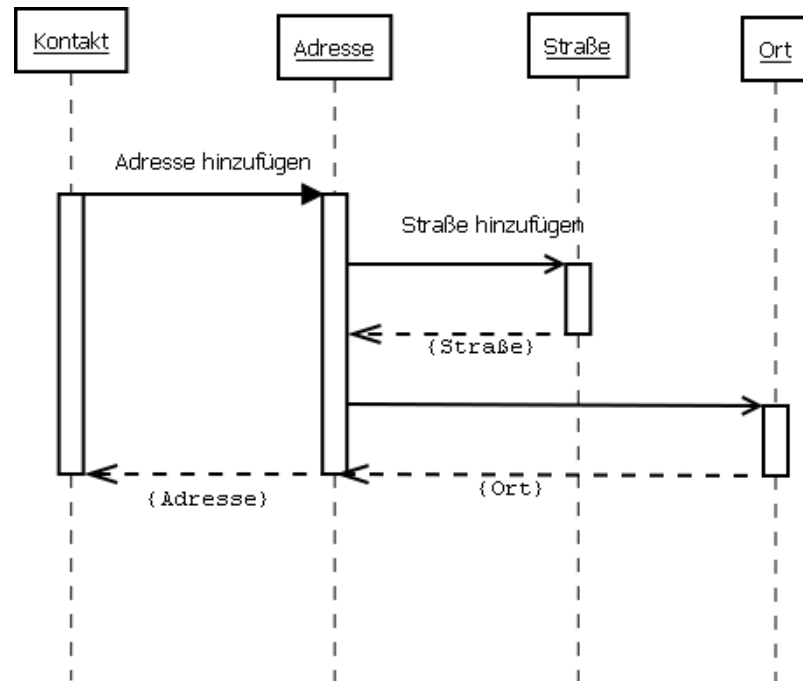 Kontakt
Adresse
Straße
Ort
Adresse hinzufügen
Straße hinzufügen
{Straße}
{Ort}
{Adresse}